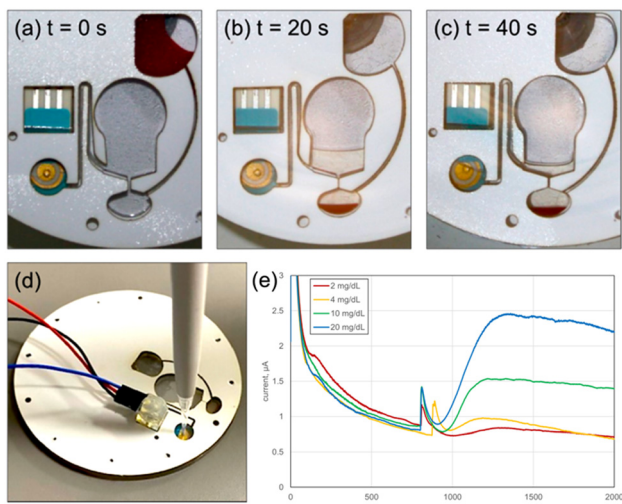 (a) t = 0 s
(b) t = 20 s
(c) t = 40 s
(d)
(e)
3
2.5
2
1.5
1
0.5
0
current, µA
2 mg/dL
4 mg/dL
10 mg/dL
20 mg/dL
0
500
1000
1500
2000